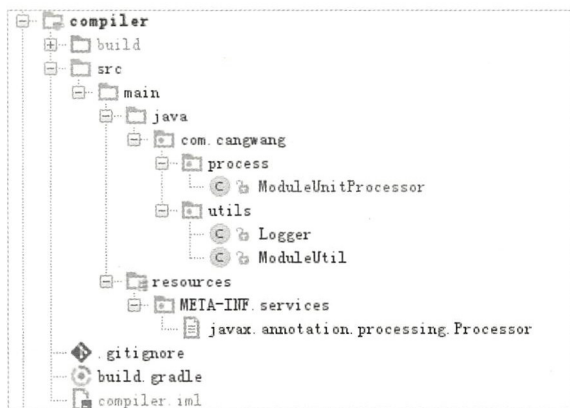 compiler
build
src
main
java
com.cangwang
process
ModuleUnitProcessor
utils
Logger
ModuleUtil
resources
META-INF.services
javax.annotation.processing.Processor
.gitignore
build.gradle
compiler.iml